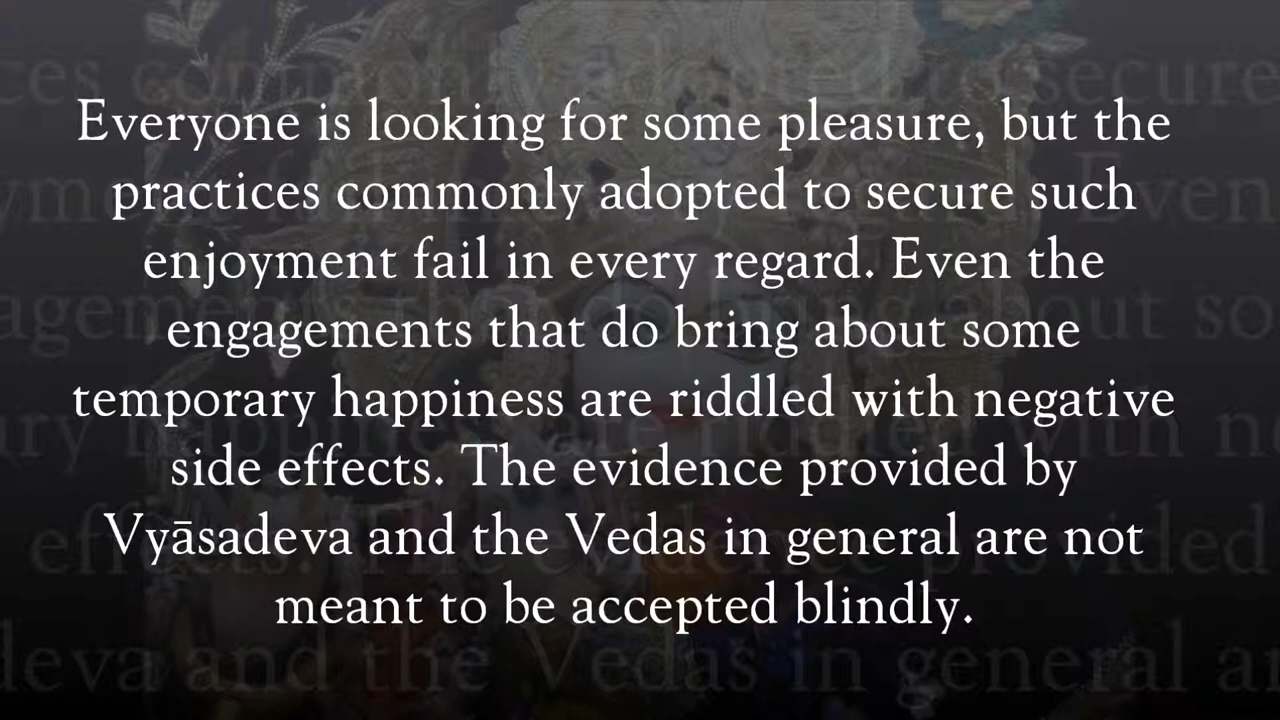 Everyone is looking for some pleasure, but the
practices commonly adopted to secure such
enjoyment fail in every regard. Even the
engagements that do bring about some
temporary happiness are riddled with negative
side effects. The evidence provided by
Vyāsadeva and the Vedas in general are not
meant to be accepted blindly.